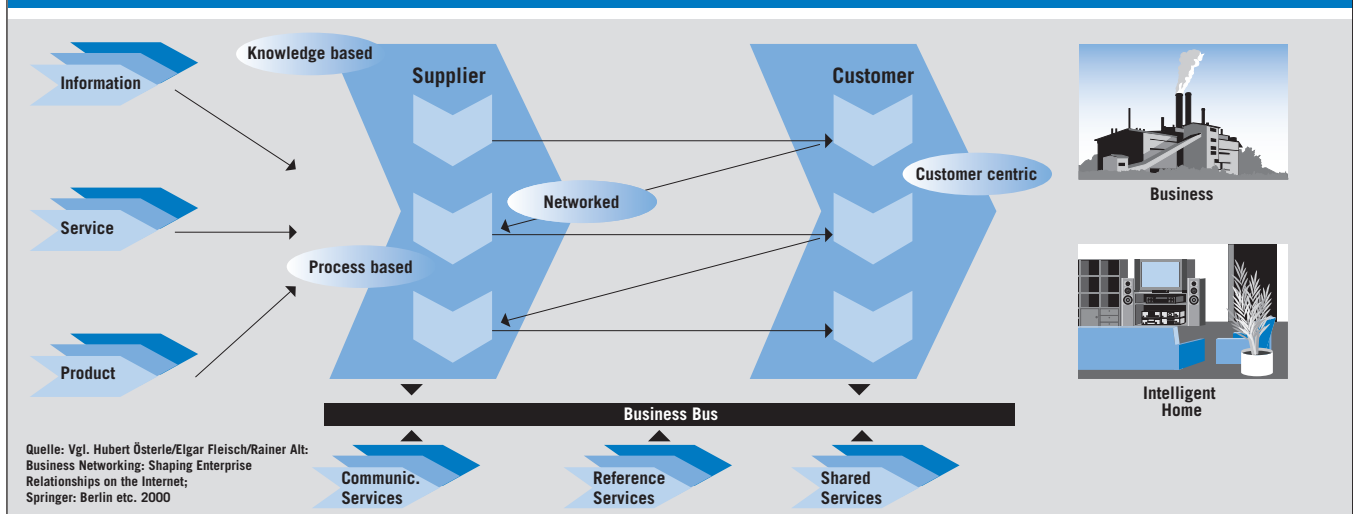 Information
Knowledge based
Supplier
Customer
Service
Networked
Customer centric
Business
Process based
Product
Intelligent
Home
Business Bus
Quelle: Vgl. Hubert Österle/Elgar Fleisch/Rainer Alt:
Business Networking: Shaping Enterprise
Relationships on the Internet;
Springer: Berlin etc. 2000
Communic.
Services
Reference
Services
Shared
Services